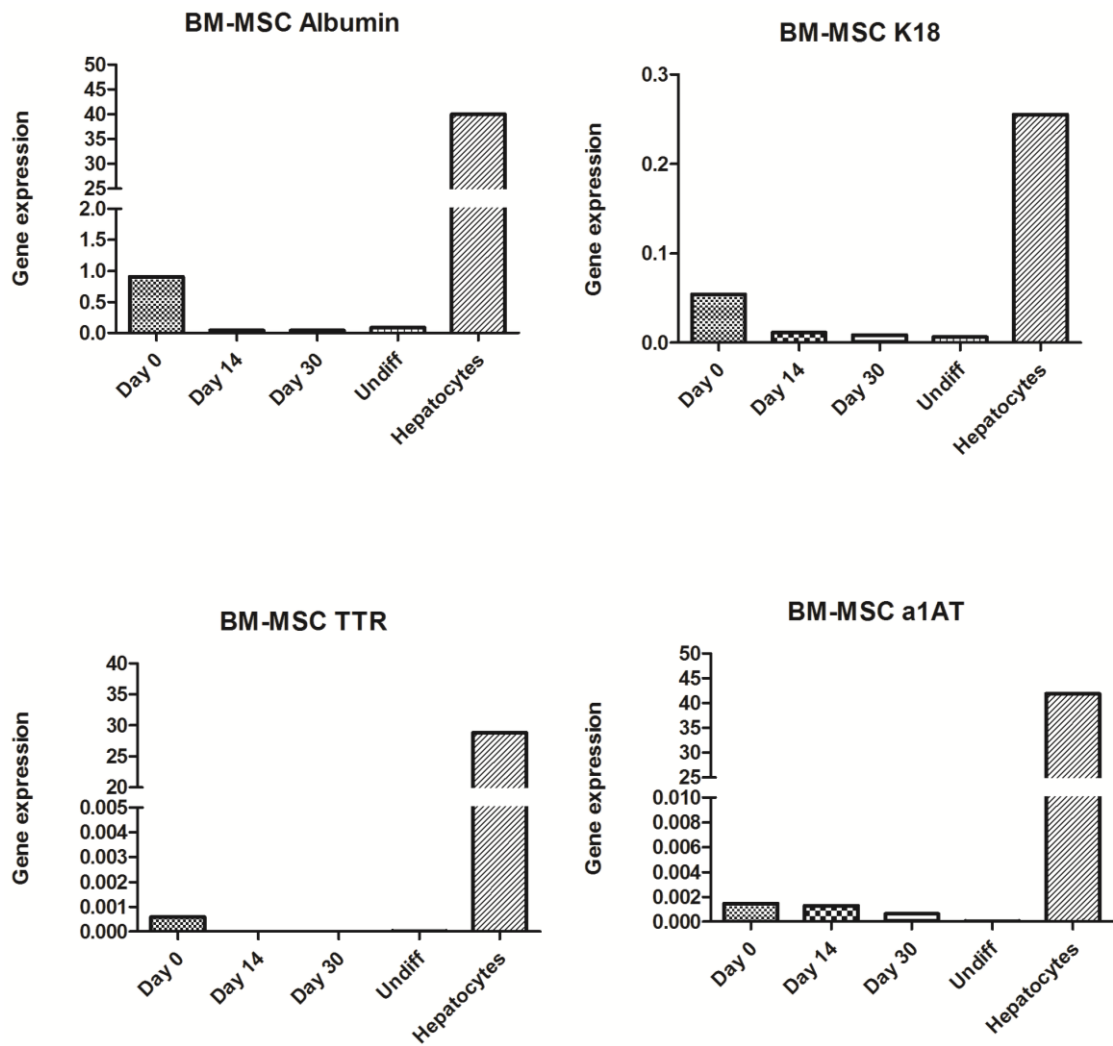 BM-MSC Albumin
Gene expression
50
45
40
35
30
25
2.0
1.5
1.0
0.5
0.0
Day 0
Day 14
Day 30
Undiff
Hepatocytes
BM-MSC K18
Gene expression
0.3
0.2
0.1
0.0
Day 0
Day 14
Day 30
Undiff
Hepatocytes
BM-MSC TTR
Gene expression
40
35
30
25
20
0.005
0.004
0.003
0.002
0.001
0.000
Day 0
Day 14
Day 30
Undiff
Hepatocytes
BM-MSC a1AT
Gene expression
50
45
40
35
30
25
0.010
0.008
0.006
0.004
0.002
0.000
Day 0
Day 14
Day 30
Undiff
Hepatocytes